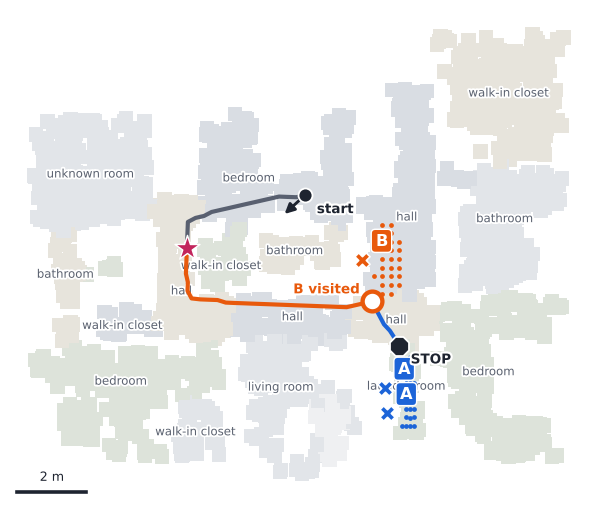 walk-in closet
unknown room
bedroom
start
hall
bathroom
B
bathroom
walk-in closet
bathroom
hall
B visited
walk-in closet
hall
hall
STOP
A
bedroom
living room
bedroom
A
walk-in closet
2 m